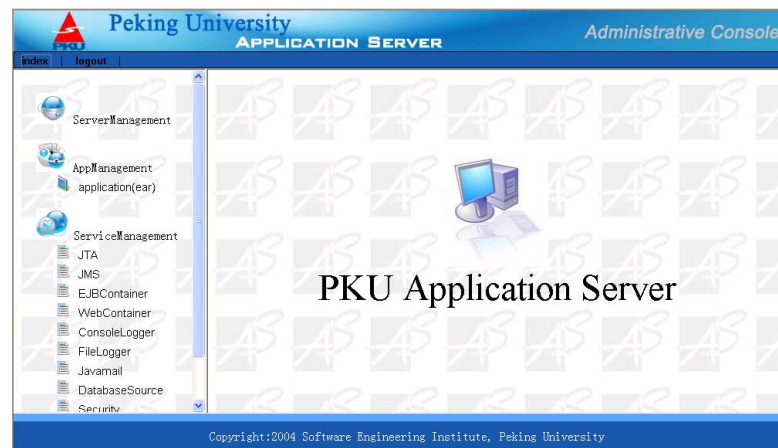 Peking University
APPLICATION SERVER
Administrative Console
PKU
index | logout |
ServerManagement
AppManagement
application(ear)
ServiceManagement
JTA
JMS
EJBContainer
WebContainer
ConsoleLogger
FileLogger
Javamail
DatabaseSource
Security
PKU Application Server
Copyright:2004 Software Engineering Institute, Peking University